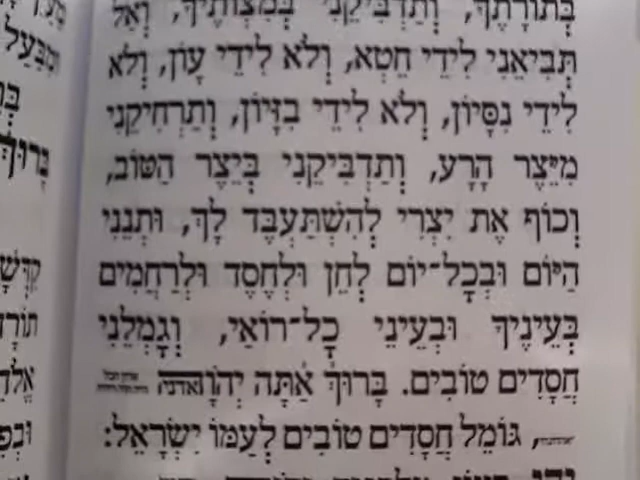 בְּתוֹרָתֶךָ, וְתַדְבִּיקֵנִי בְּמִצְוֹתֶיךָ, וְאַל
תְּבִיאֵנִי לִידֵי חֵטְא, וְלֹא לִידֵי עָוֹן, וְלֹא
לִידֵי נִסָּיוֹן, וְלֹא לִידֵי בִזָּיוֹן, וְתַרְחִיקֵנִי
מִיֵּצֶר הָרָע, וְתַדְבִּיקֵנִי בְּיֵצֶר הַטּוֹב,
וְכוֹף אֶת יִצְרִי לְהִשְׁתַּעְבֶּד לָךְ, וּתְנֵנִי
הַיּוֹם וּבְכָל־יוֹם לְחֵן וּלְחֶסֶד וּלְרַחֲמִים
בְּעֵינֶיךָ וּבְעֵינֵי כָל־רוֹאַי, וְגָמְלֵנִי
חֲסָדִים טוֹבִים. בָּרוּךְ אַתָּה יְהֹוָה
גּוֹמֵל חֲסָדִים טוֹבִים לְעַמּוֹ יִשְׂרָאֵל: